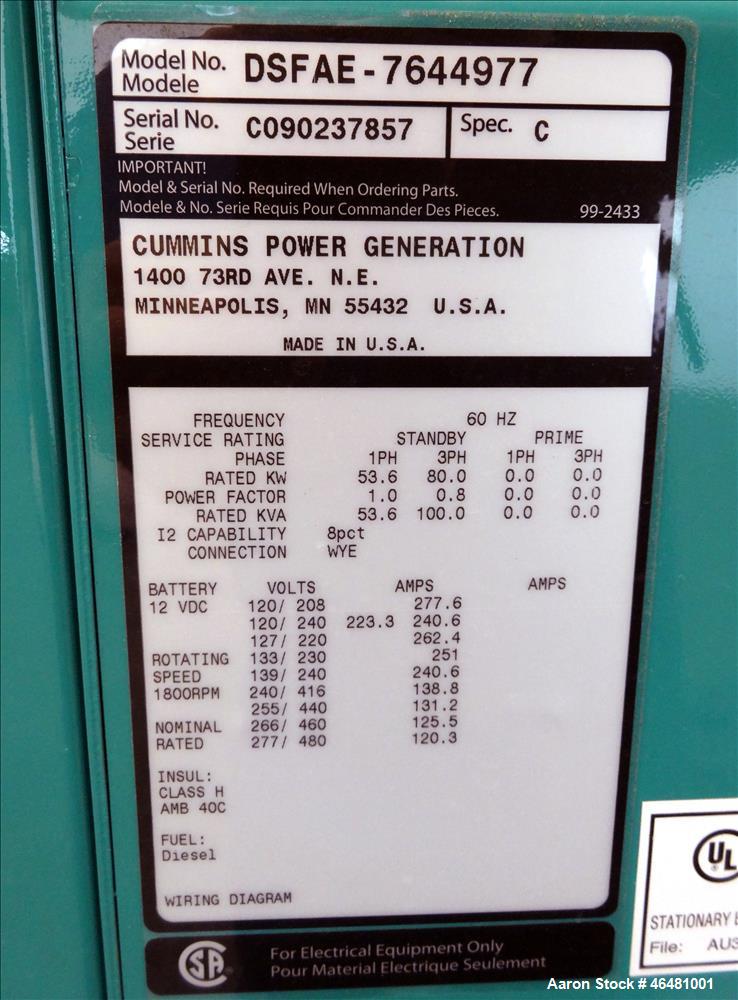 Model No. DSFAE-7644977
Modele
Serial No. C090237857 Spec. C
Serie
IMPORTANT!
Model & Serial No. Required When Ordering Parts.
Modele & No. Serie Requis Pour Commander Des Pieces. 99-2433
CUMMINS POWER GENERATION
1400 73RD AVE. N.E.
MINNEAPOLIS, MN 55432 U.S.A.
MADE IN U.S.A.
FREQUENCY 60 HZ
SERVICE RATING STANDBY PRIME
PHASE 1PH 3PH 1PH 3PH
RATED KW 53.6 80.0 0.0 0.0
POWER FACTOR 1.0 0.8 0.0 0.0
RATED KVA 53.6 100.0 0.0 0.0
I2 CAPABILITY 8pct
CONNECTION WYE
BATTERY VOLTS AMPS AMPS
12 VDC 120/ 208 277.6
120/ 240 223.3 240.6
127/ 220 262.4
ROTATING 133/ 230 251
SPEED 139/ 240 240.6
1800RPM 240/ 416 138.8
255/ 440 131.2
NOMINAL 266/ 460 125.5
RATED 277/ 480 120.3
INSUL:
CLASS H
AMB 40C
FUEL:
Diesel
WIRING DIAGRAM
SA For Electrical Equipment Only
Pour Material Electrique Seulement
UL
STATIONARY
File: AU3
Aaron Stock # 46481001